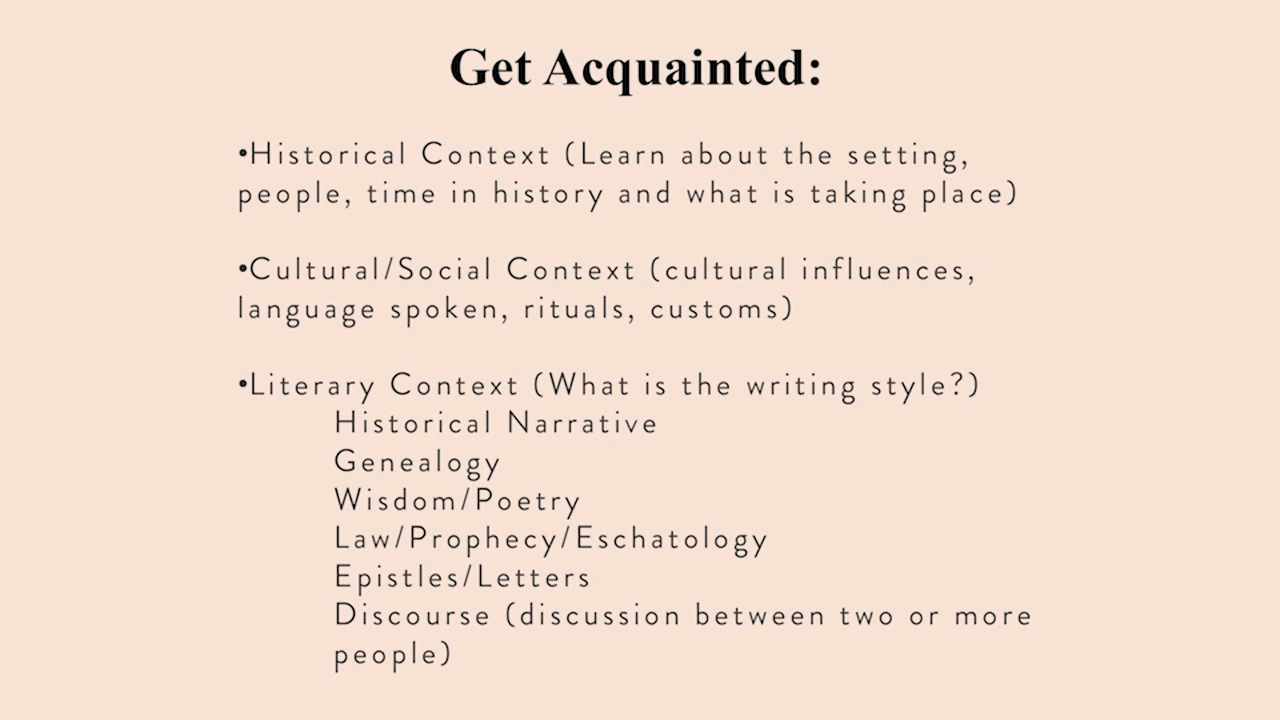 Get Acquainted:
•Historical Context (Learn about the setting,
people, time in history and what is taking place)
•Cultural/Social Context (cultural influences,
language spoken, rituals, customs)
•Literary Context (What is the writing style?)
Historical Narrative
Genealogy
Wisdom/Poetry
Law/Prophecy/Eschatology
Epistles/Letters
Discourse (discussion between two or more
people)